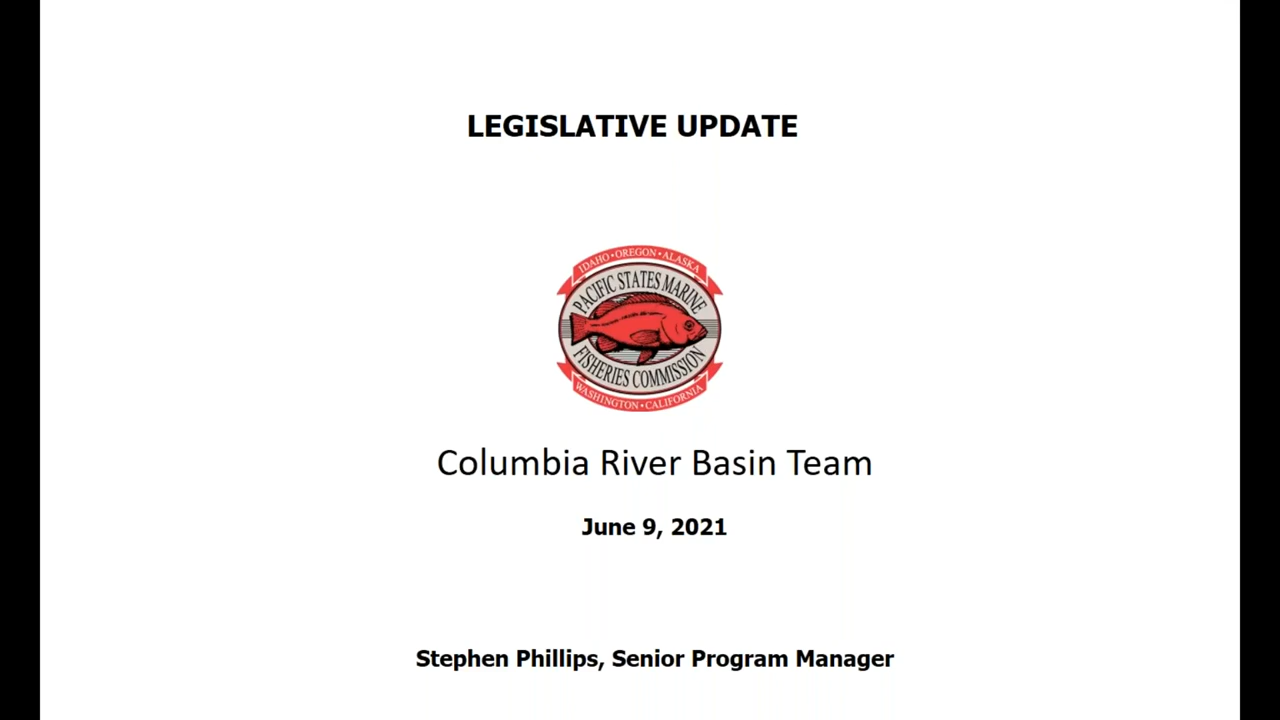 LEGISLATIVE UPDATE
IDAHO • OREGON • ALASKA
PACIFIC STATES MARINE
FISHERIES COMMISSION
WASHINGTON • CALIFORNIA
Columbia River Basin Team
June 9, 2021
Stephen Phillips, Senior Program Manager